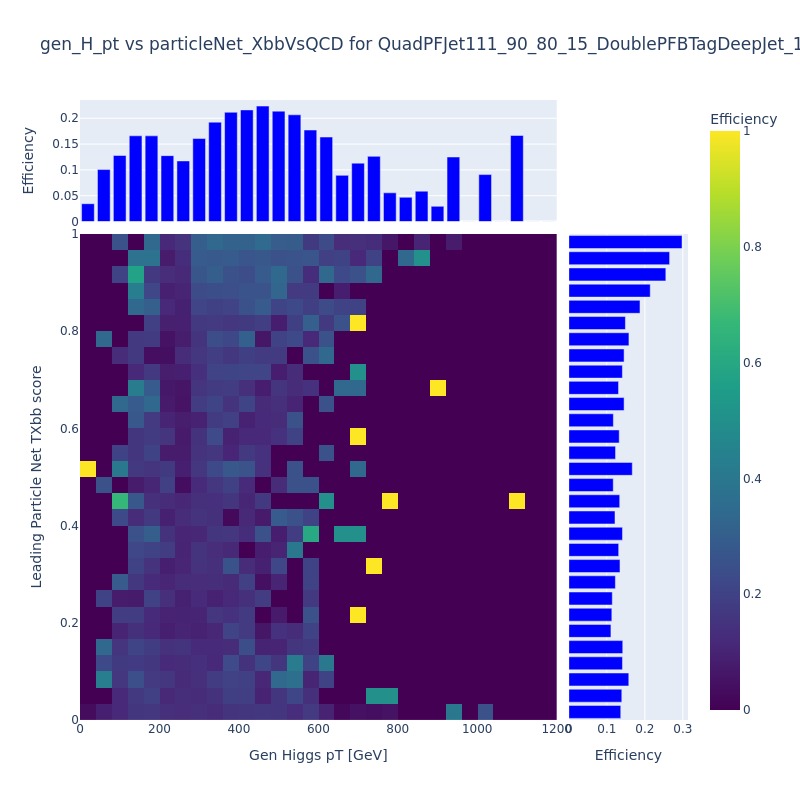 gen_H_pt vs particleNet_XbbVsQCD for QuadPFJet111_90_80_15_DoublePFBTagDeepJet_1
Efficiency
0.2
0.15
0.1
0.05
0
Efficiency
1
0.8
0.6
0.4
0.2
0
Leading Particle Net TXbb score
1
0.8
0.6
0.4
0.2
0
0 200 400 600 800 1000 1200
Gen Higgs pT [GeV]
0 0.1 0.2 0.3
Efficiency